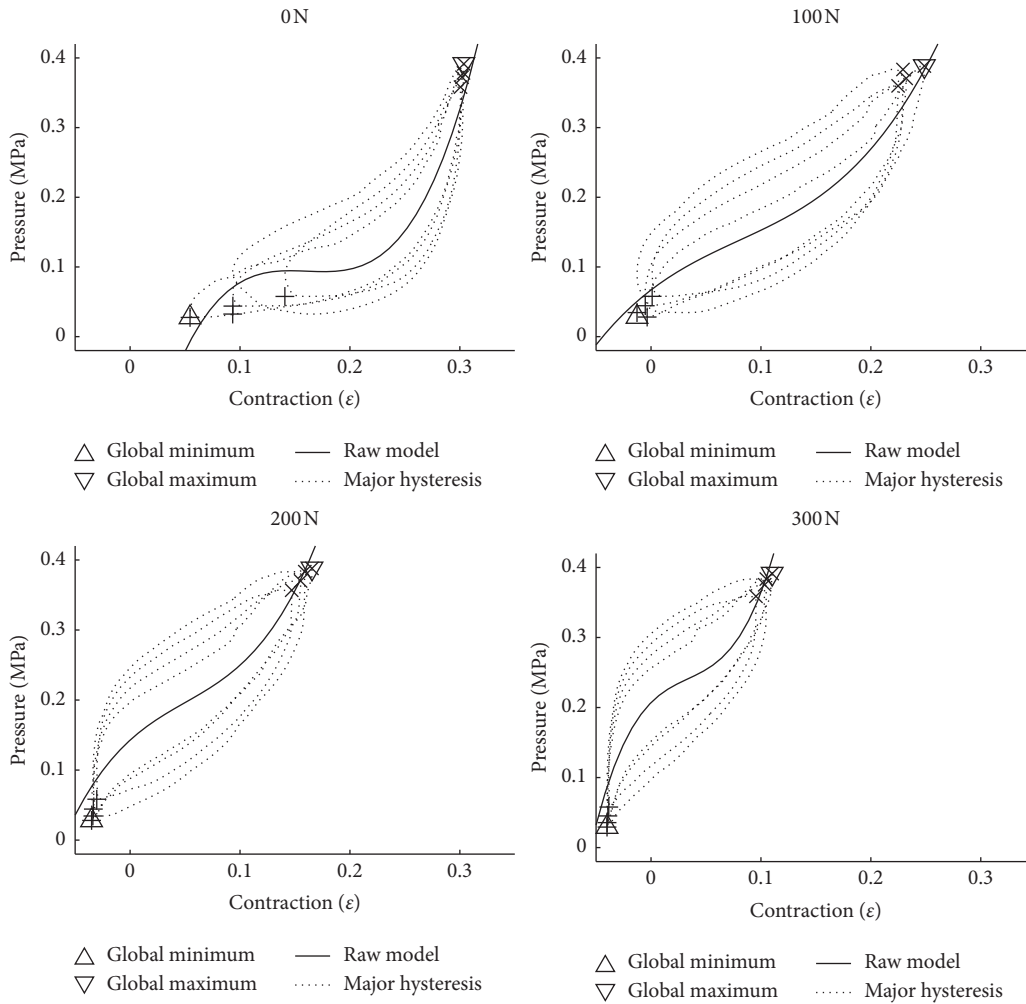 0 N
0.4
0.3
0.2
0.1
0
Pressure (MPa)
0 0.1 0.2 0.3
Contraction (ε)
Global minimum Raw model
Global maximum Major hysteresis
100 N
0.4
0.3
0.2
0.1
0
Pressure (MPa)
0 0.1 0.2 0.3
Contraction (ε)
Global minimum Raw model
Global maximum Major hysteresis
200 N
0.4
0.3
0.2
0.1
0
Pressure (MPa)
0 0.1 0.2 0.3
Contraction (ε)
Global minimum Raw model
Global maximum Major hysteresis
300 N
0.4
0.3
0.2
0.1
0
Pressure (MPa)
0 0.1 0.2 0.3
Contraction (ε)
Global minimum Raw model
Global maximum Major hysteresis